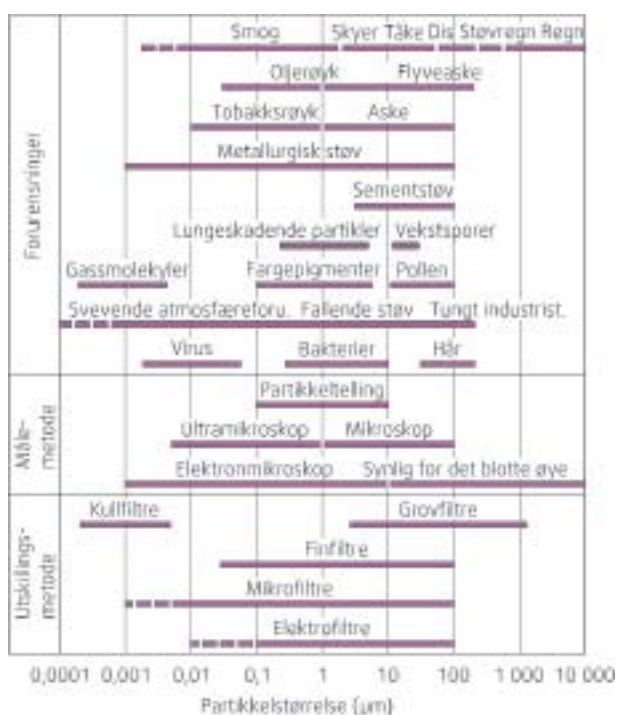 Smog Skyer Tåke Dis Støvregn Regn
Oljerøyk Flyveaske
Tobakksrøyk Aske
Metallurgisk støv
Sementstøv
Lungeskadende partikler Vekstsporer
Gassmolekyler Fargepigmenter Pollen
Svevende atmosfæreforu. Fallende støv Tungt industrist.
Virus Bakterier Hår
Forurensninger
Partikkeltelling
Ultramikroskop Mikroskop
Elektronmikroskop Synlig for det blotte øye
Måle-
metode
Kullfiltre Grovfiltre
Finfiltre
Mikrofiltre
Elektrofiltre
Utskillings-
metode
0,0001 0,001 0,01 0,1 1 10 100 1 000 10 000
Partikkelstørrelse (µm)